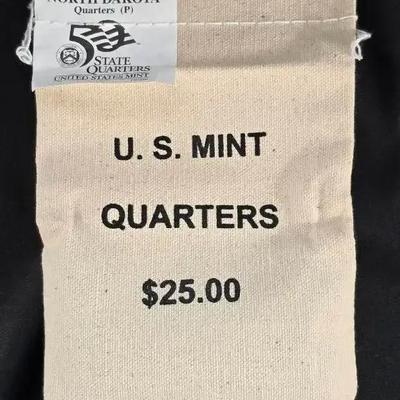 NORTH DAKOTA
Quarters (P)
50
STATE
QUARTERS
UNITED STATES MINT
U. S. MINT
QUARTERS
$25.00